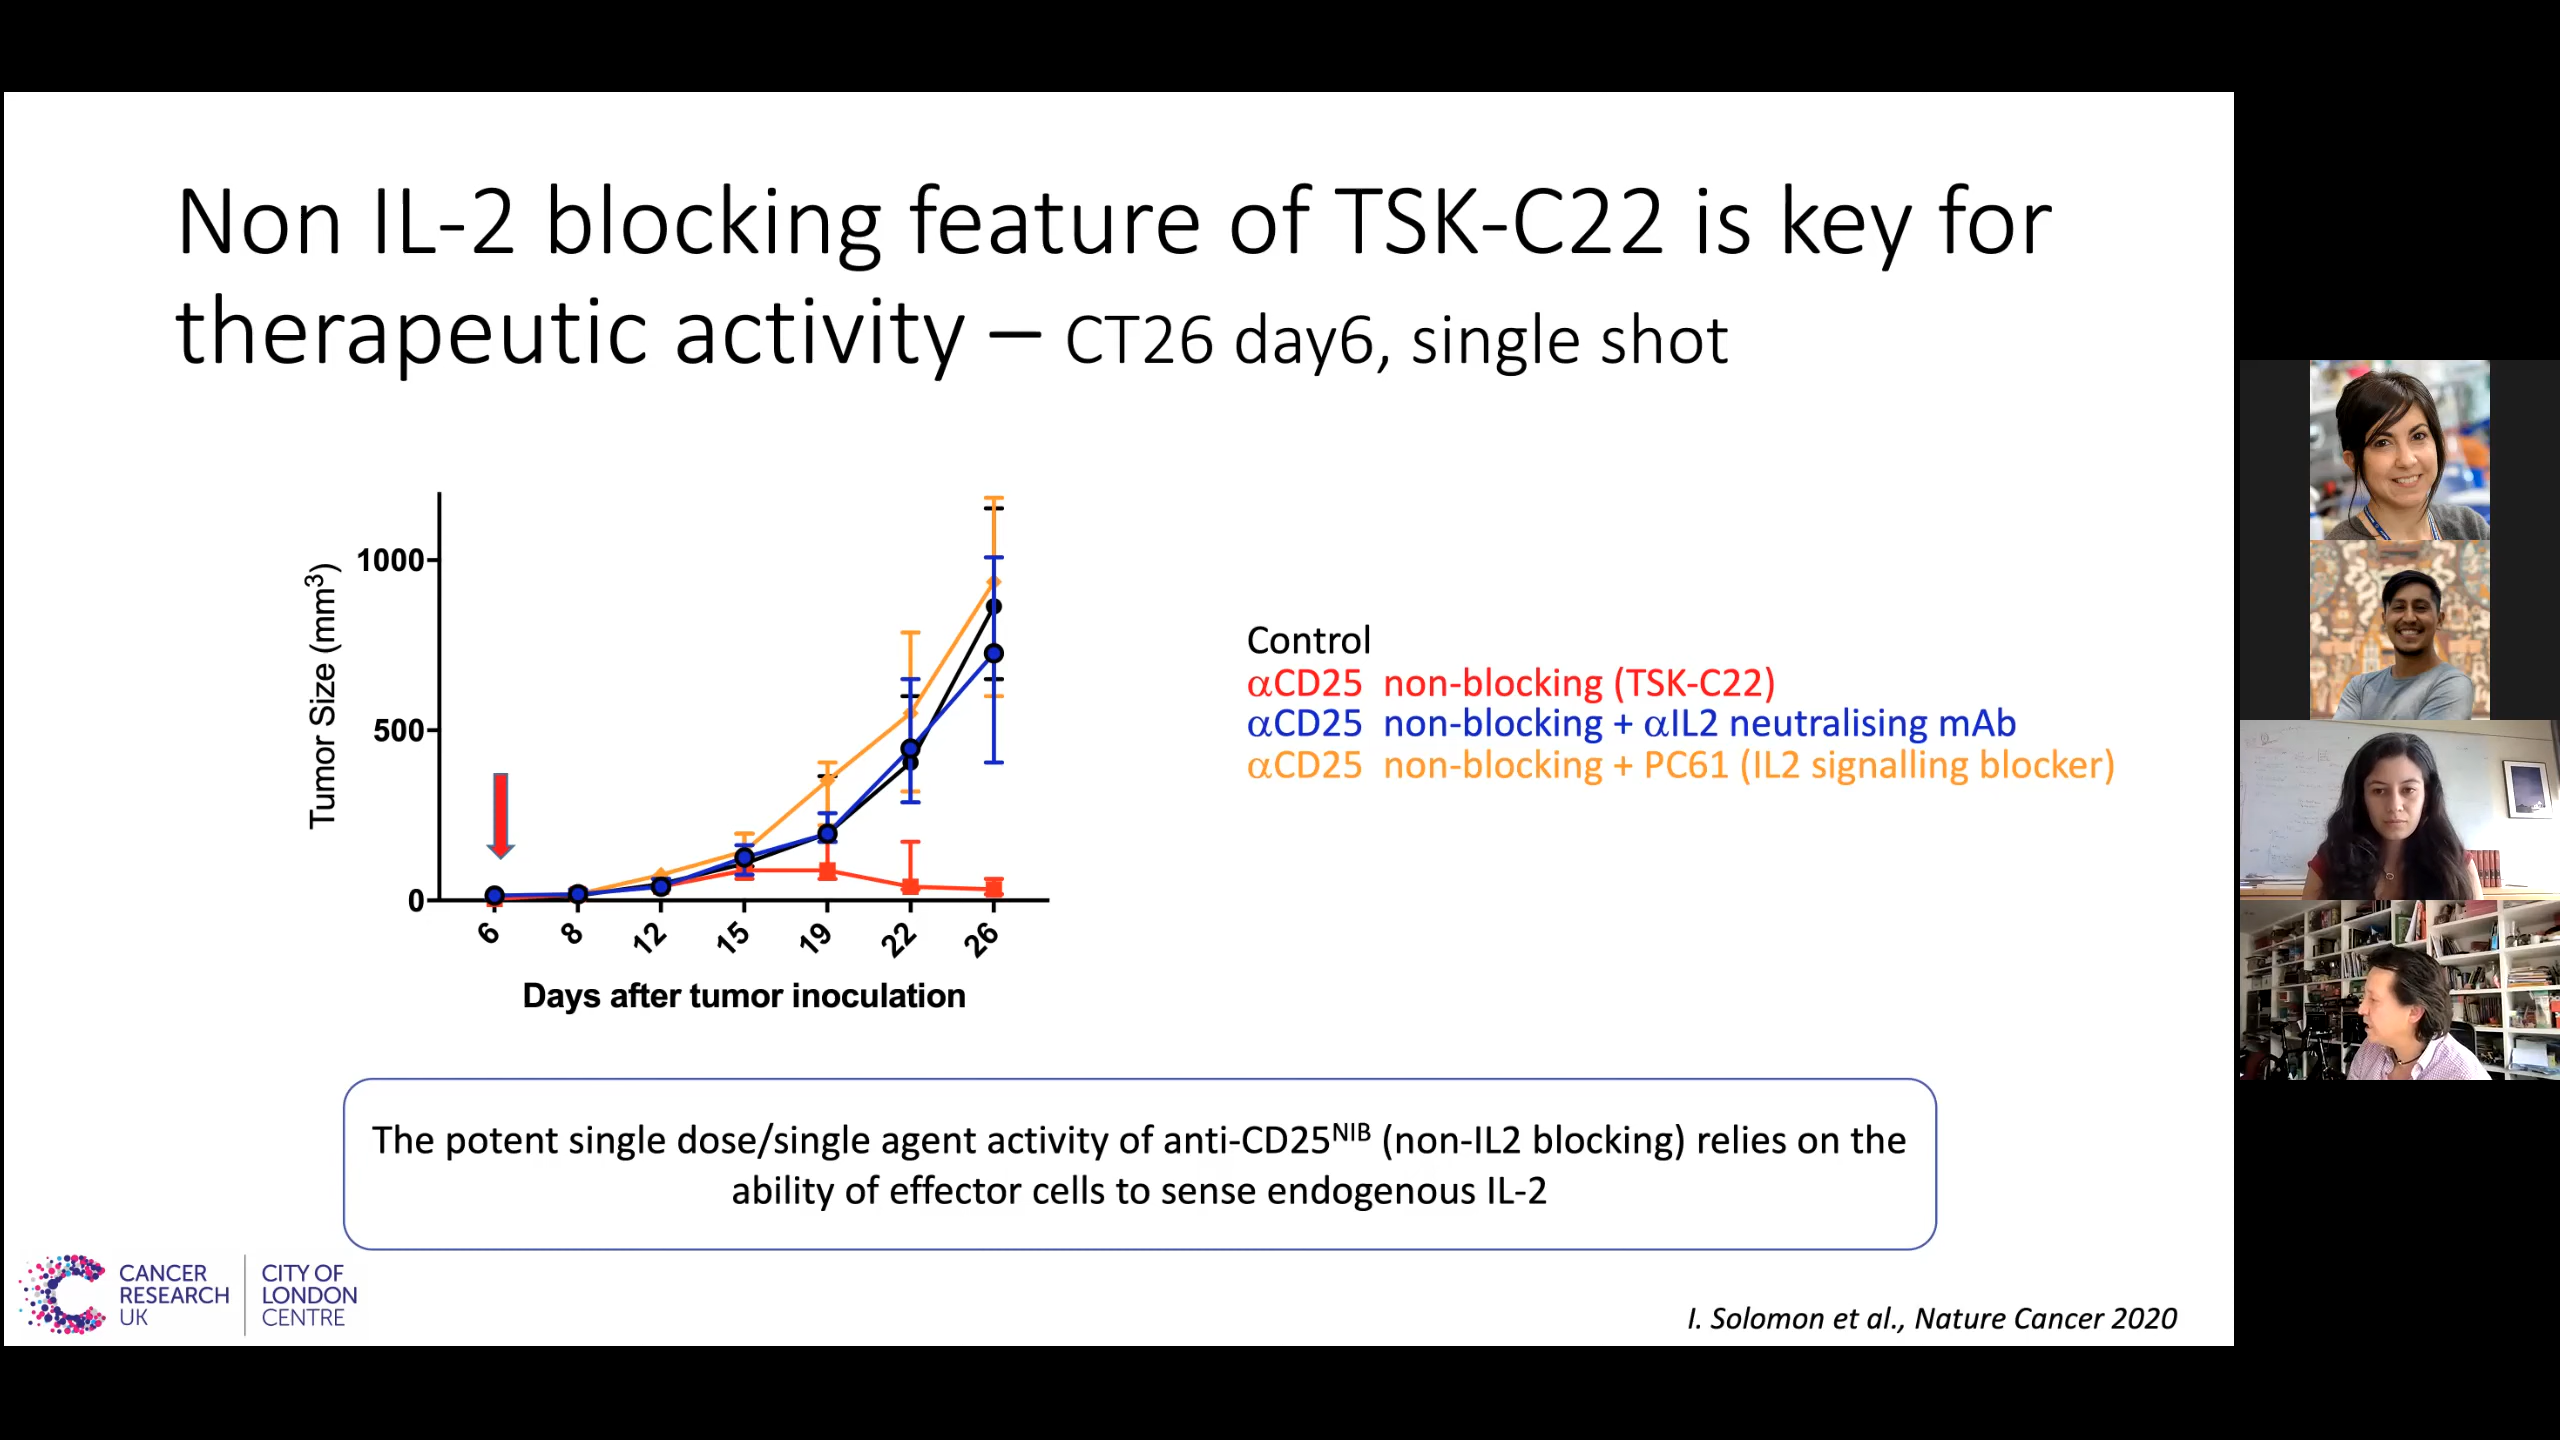 Non IL-2 blocking feature of TSK-C22 is key for
therapeutic activity – CT26 day6, single shot
Tumor Size (mm³)
1000
500
0
6
8
12
15
19
22
26
Days after tumor inoculation
Control
αCD25 non-blocking (TSK-C22)
αCD25 non-blocking + αIL2 neutralising mAb
αCD25 non-blocking + PC61 (IL2 signalling blocker)
The potent single dose/single agent activity of anti-CD25ᴺᴵᴮ (non-IL2 blocking) relies on the
ability of effector cells to sense endogenous IL-2
CANCER
RESEARCH
UK
CITY OF
LONDON
CENTRE
I. Solomon et al., Nature Cancer 2020